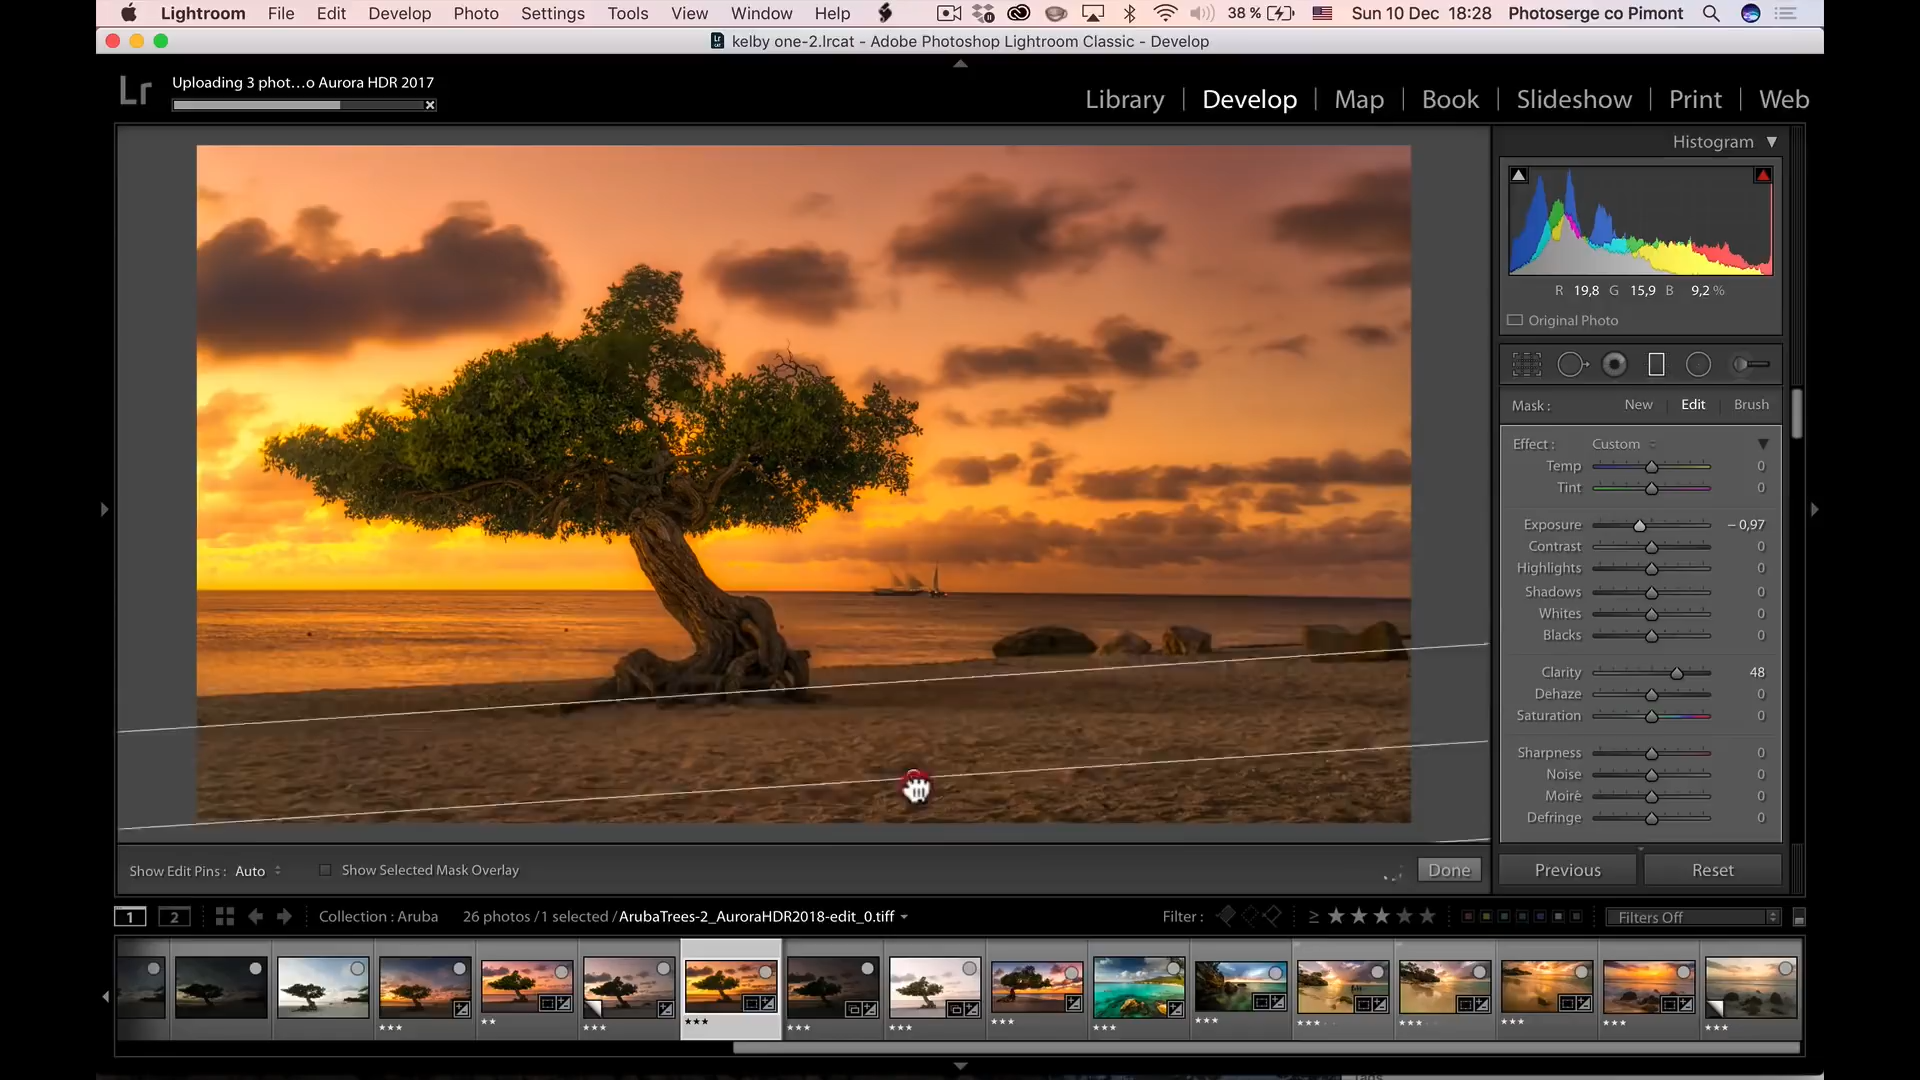 Lightroom File Edit Develop Photo Settings Tools View Window Help 38 % Sun 10 Dec 18:28 Photoserge co Pimont
Lr kelby one-2.lrcat - Adobe Photoshop Lightroom Classic - Develop
Lr
Uploading 3 phot...o Aurora HDR 2017
Library | Develop | Map | Book | Slideshow | Print | Web
Histogram
R 19,8 G 15,9 B 9,2 %
Original Photo
Mask : New Edit Brush
Effect : Custom
Temp 0
Tint 0
Exposure – 0,97
Contrast 0
Highlights 0
Shadows 0
Whites 0
Blacks 0
Clarity 48
Dehaze 0
Saturation 0
Sharpness 0
Noise 0
Moiré 0
Defringe 0
Show Edit Pins : Auto Show Selected Mask Overlay Done Previous Reset
1 2 Collection : Aruba 26 photos /1 selected /ArubaTrees-2_AuroraHDR2018-edit_0.tiff Filter : ≥ ★★★★★ Filters Off